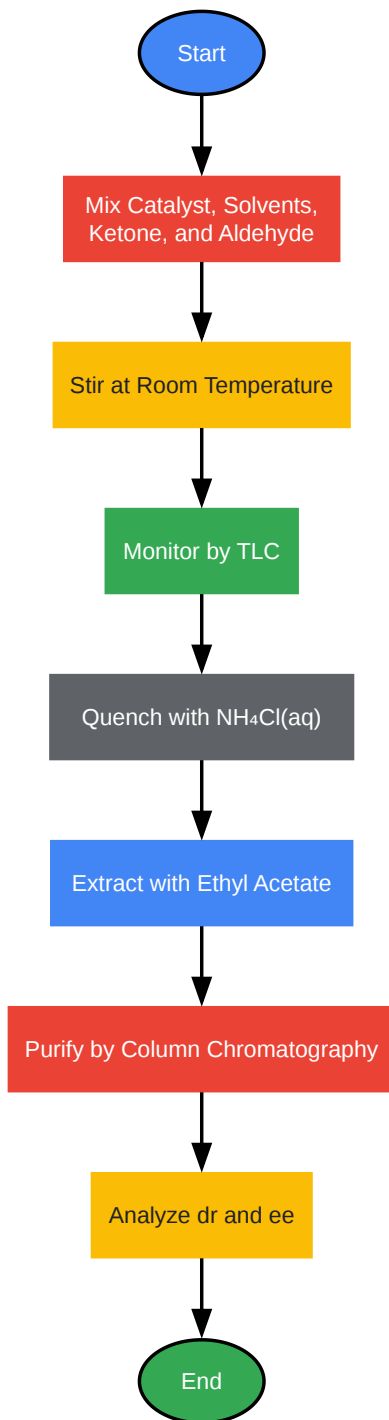 Start
Mix Catalyst, Solvents,
Ketone, and Aldehyde
Stir at Room Temperature
Monitor by TLC
Quench with NH₄Cl(aq)
Extract with Ethyl Acetate
Purify by Column Chromatography
Analyze dr and ee
End